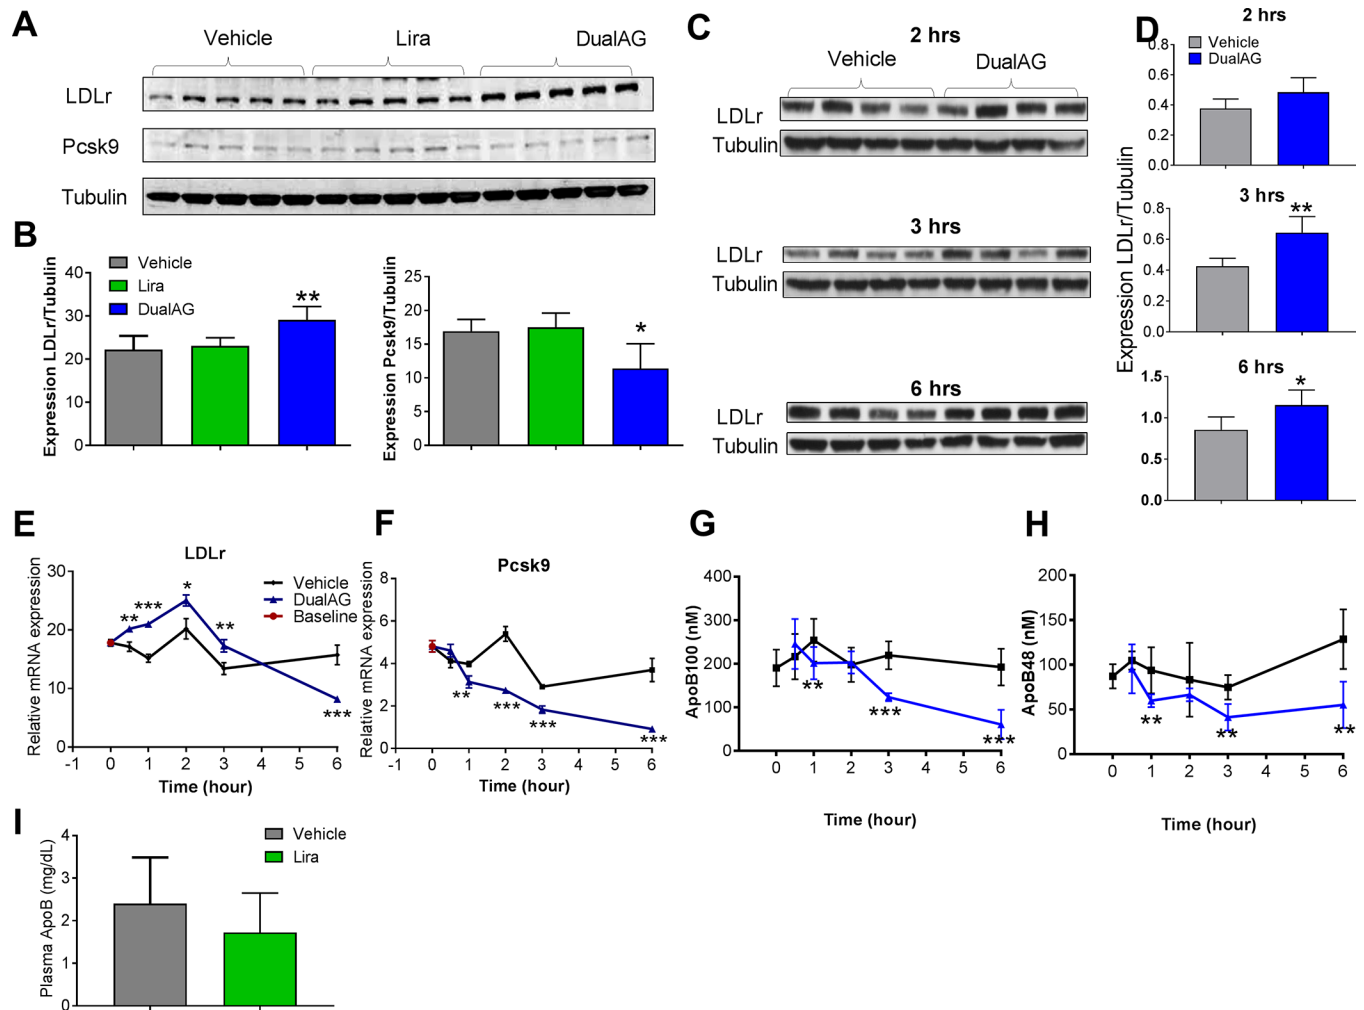 A
Vehicle
Lira
DualAG
LDLr
Pcsk9
Tubulin
B
Expression LDLr/Tubulin
40
30
20
10
0
Vehicle
Lira
DualAG
**
Expression Pcsk9/Tubulin
25
20
15
10
5
0
*
C
2 hrs
Vehicle
DualAG
LDLr
Tubulin
3 hrs
LDLr
Tubulin
6 hrs
LDLr
Tubulin
D
2 hrs
Vehicle
DualAG
Expression LDLr/Tubulin
0.8
0.6
0.4
0.2
0.0
3 hrs
**
0.8
0.6
0.4
0.2
0.0
6 hrs
*
1.5
1.0
0.5
0.0
E
LDLr
Relative mRNA expression
30
20
10
0
Vehicle
DualAG
Baseline
** *** * ** ***
-1 0 1 2 3 4 5 6
Time (hour)
F
Pcsk9
Relative mRNA expression
8
6
4
2
0
** *** *** ***
-1 0 1 2 3 4 5 6
Time (hour)
G
ApoB100 (nM)
400
300
200
100
0
** *** ***
0 1 2 3 4 5 6
Time (hour)
H
ApoB48 (nM)
200
150
100
50
0
** ** **
0 1 2 3 4 5 6
Time (hour)
I
Plasma ApoB (mg/dL)
4
3
2
1
0
Vehicle
Lira